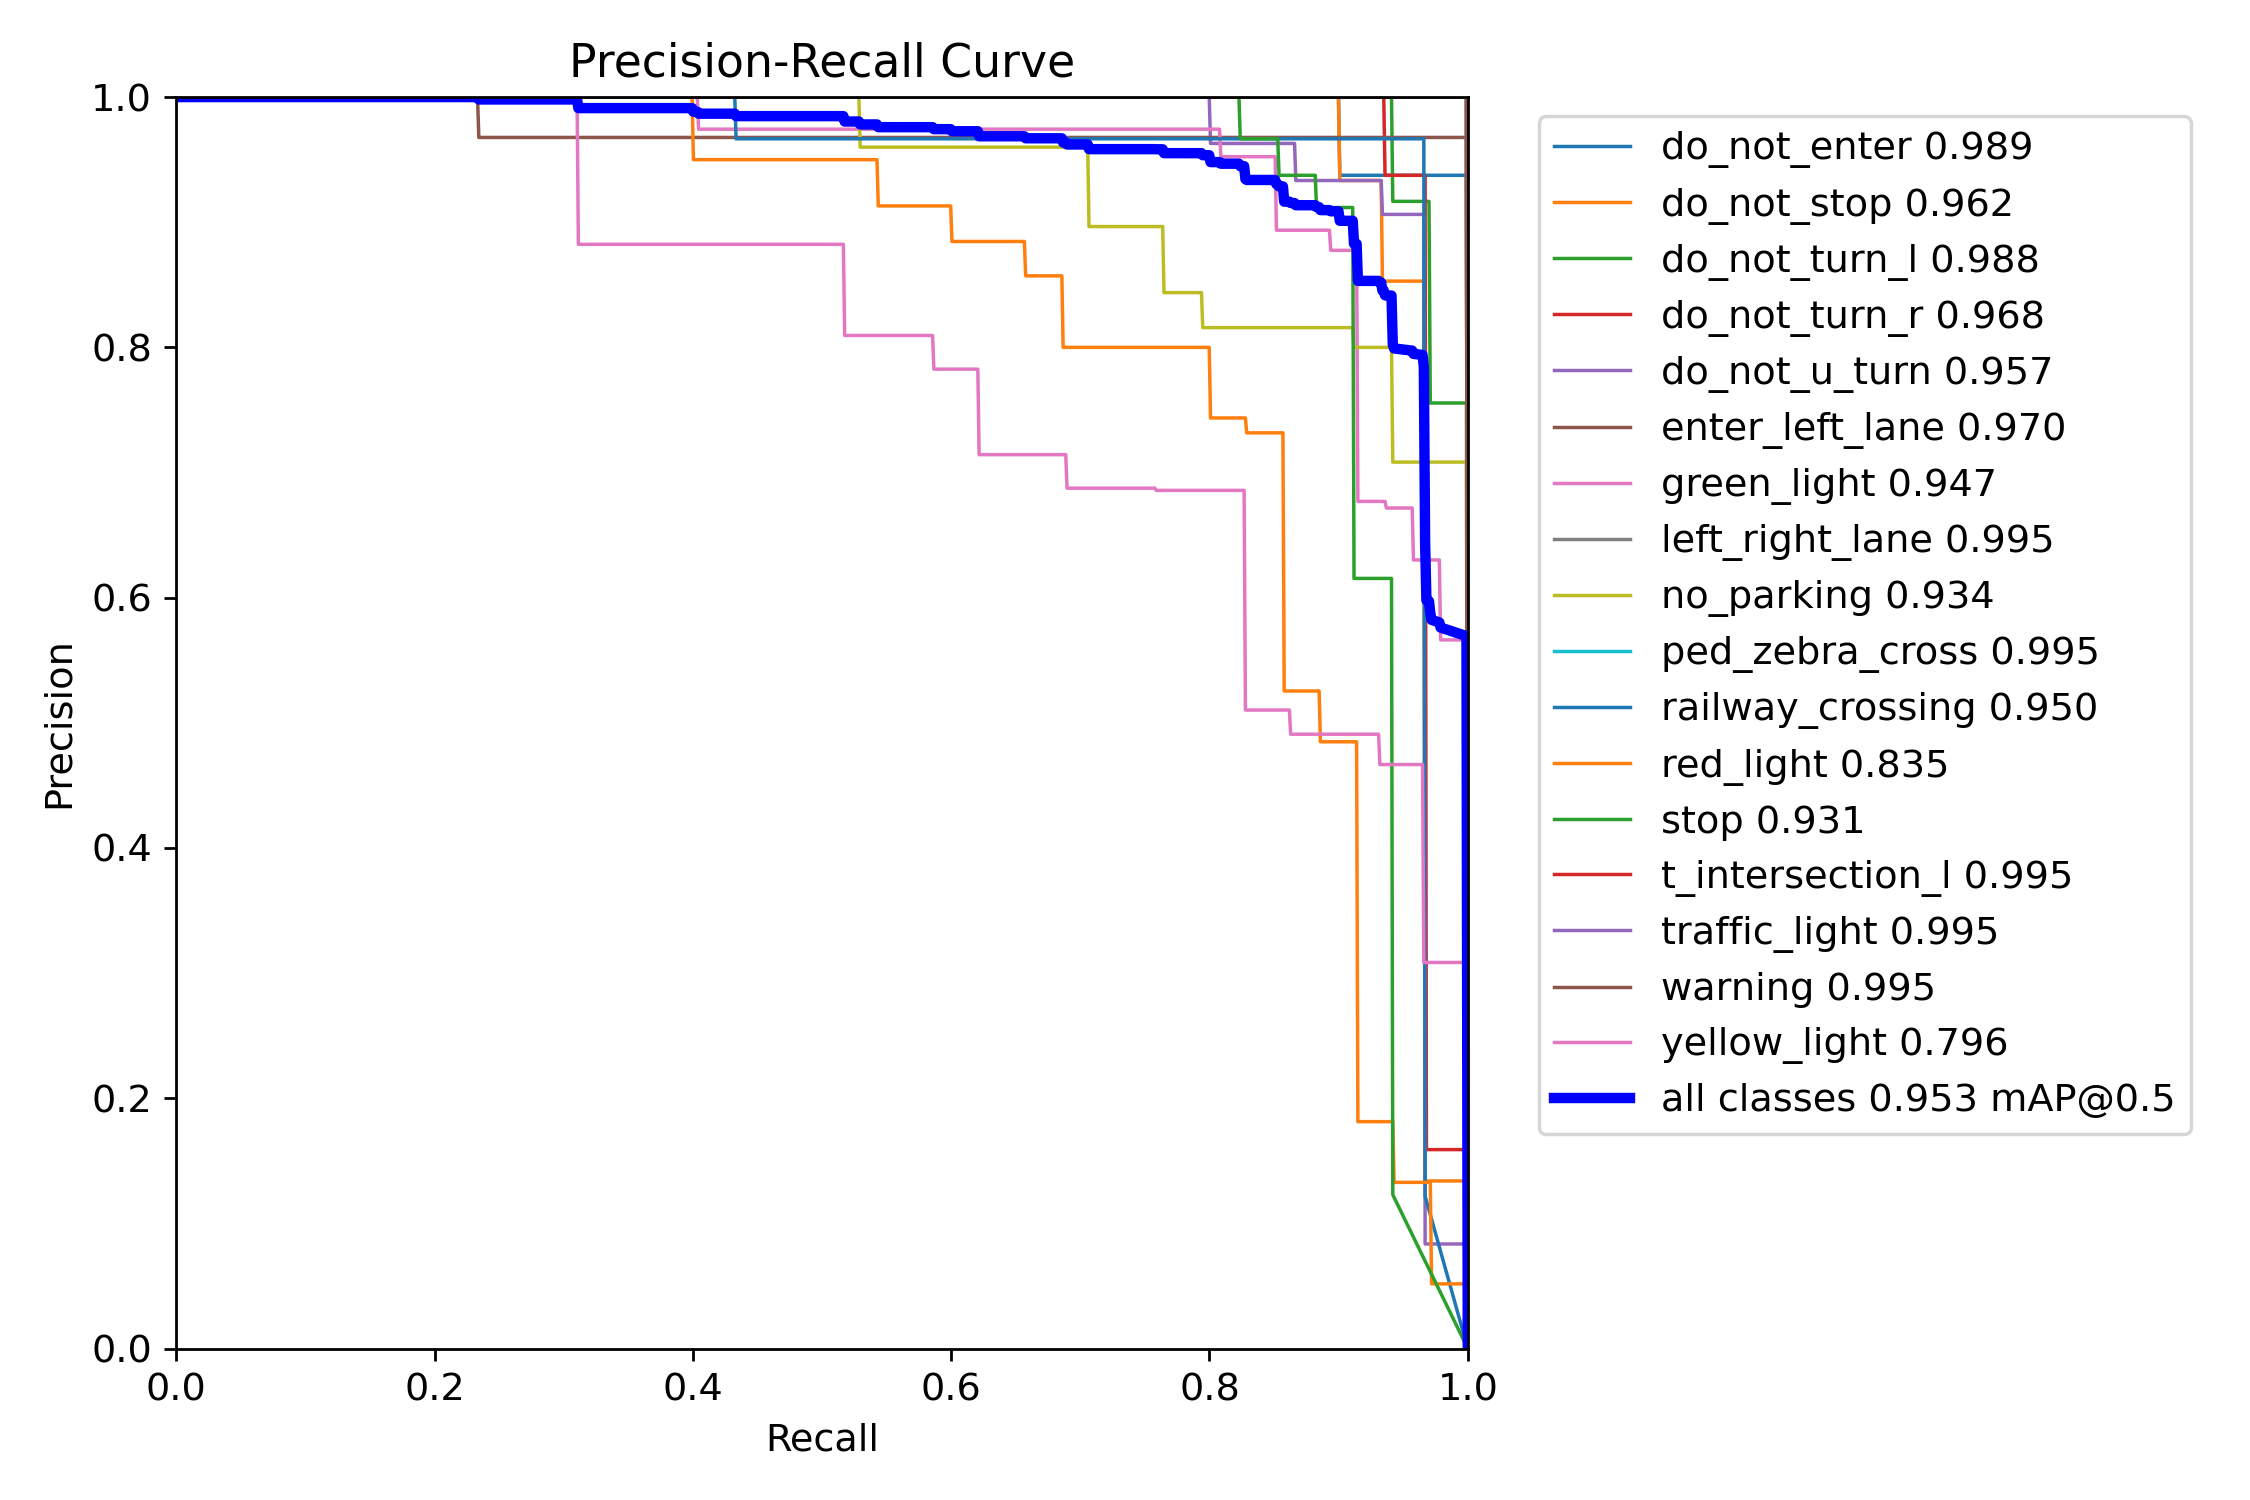 Precision-Recall Curve
1.0
0.8
0.6
0.4
0.2
0.0
Precision
0.0 0.2 0.4 0.6 0.8 1.0
Recall
do_not_enter 0.989
do_not_stop 0.962
do_not_turn_l 0.988
do_not_turn_r 0.968
do_not_u_turn 0.957
enter_left_lane 0.970
green_light 0.947
left_right_lane 0.995
no_parking 0.934
ped_zebra_cross 0.995
railway_crossing 0.950
red_light 0.835
stop 0.931
t_intersection_l 0.995
traffic_light 0.995
warning 0.995
yellow_light 0.796
all classes 0.953 mAP@0.5